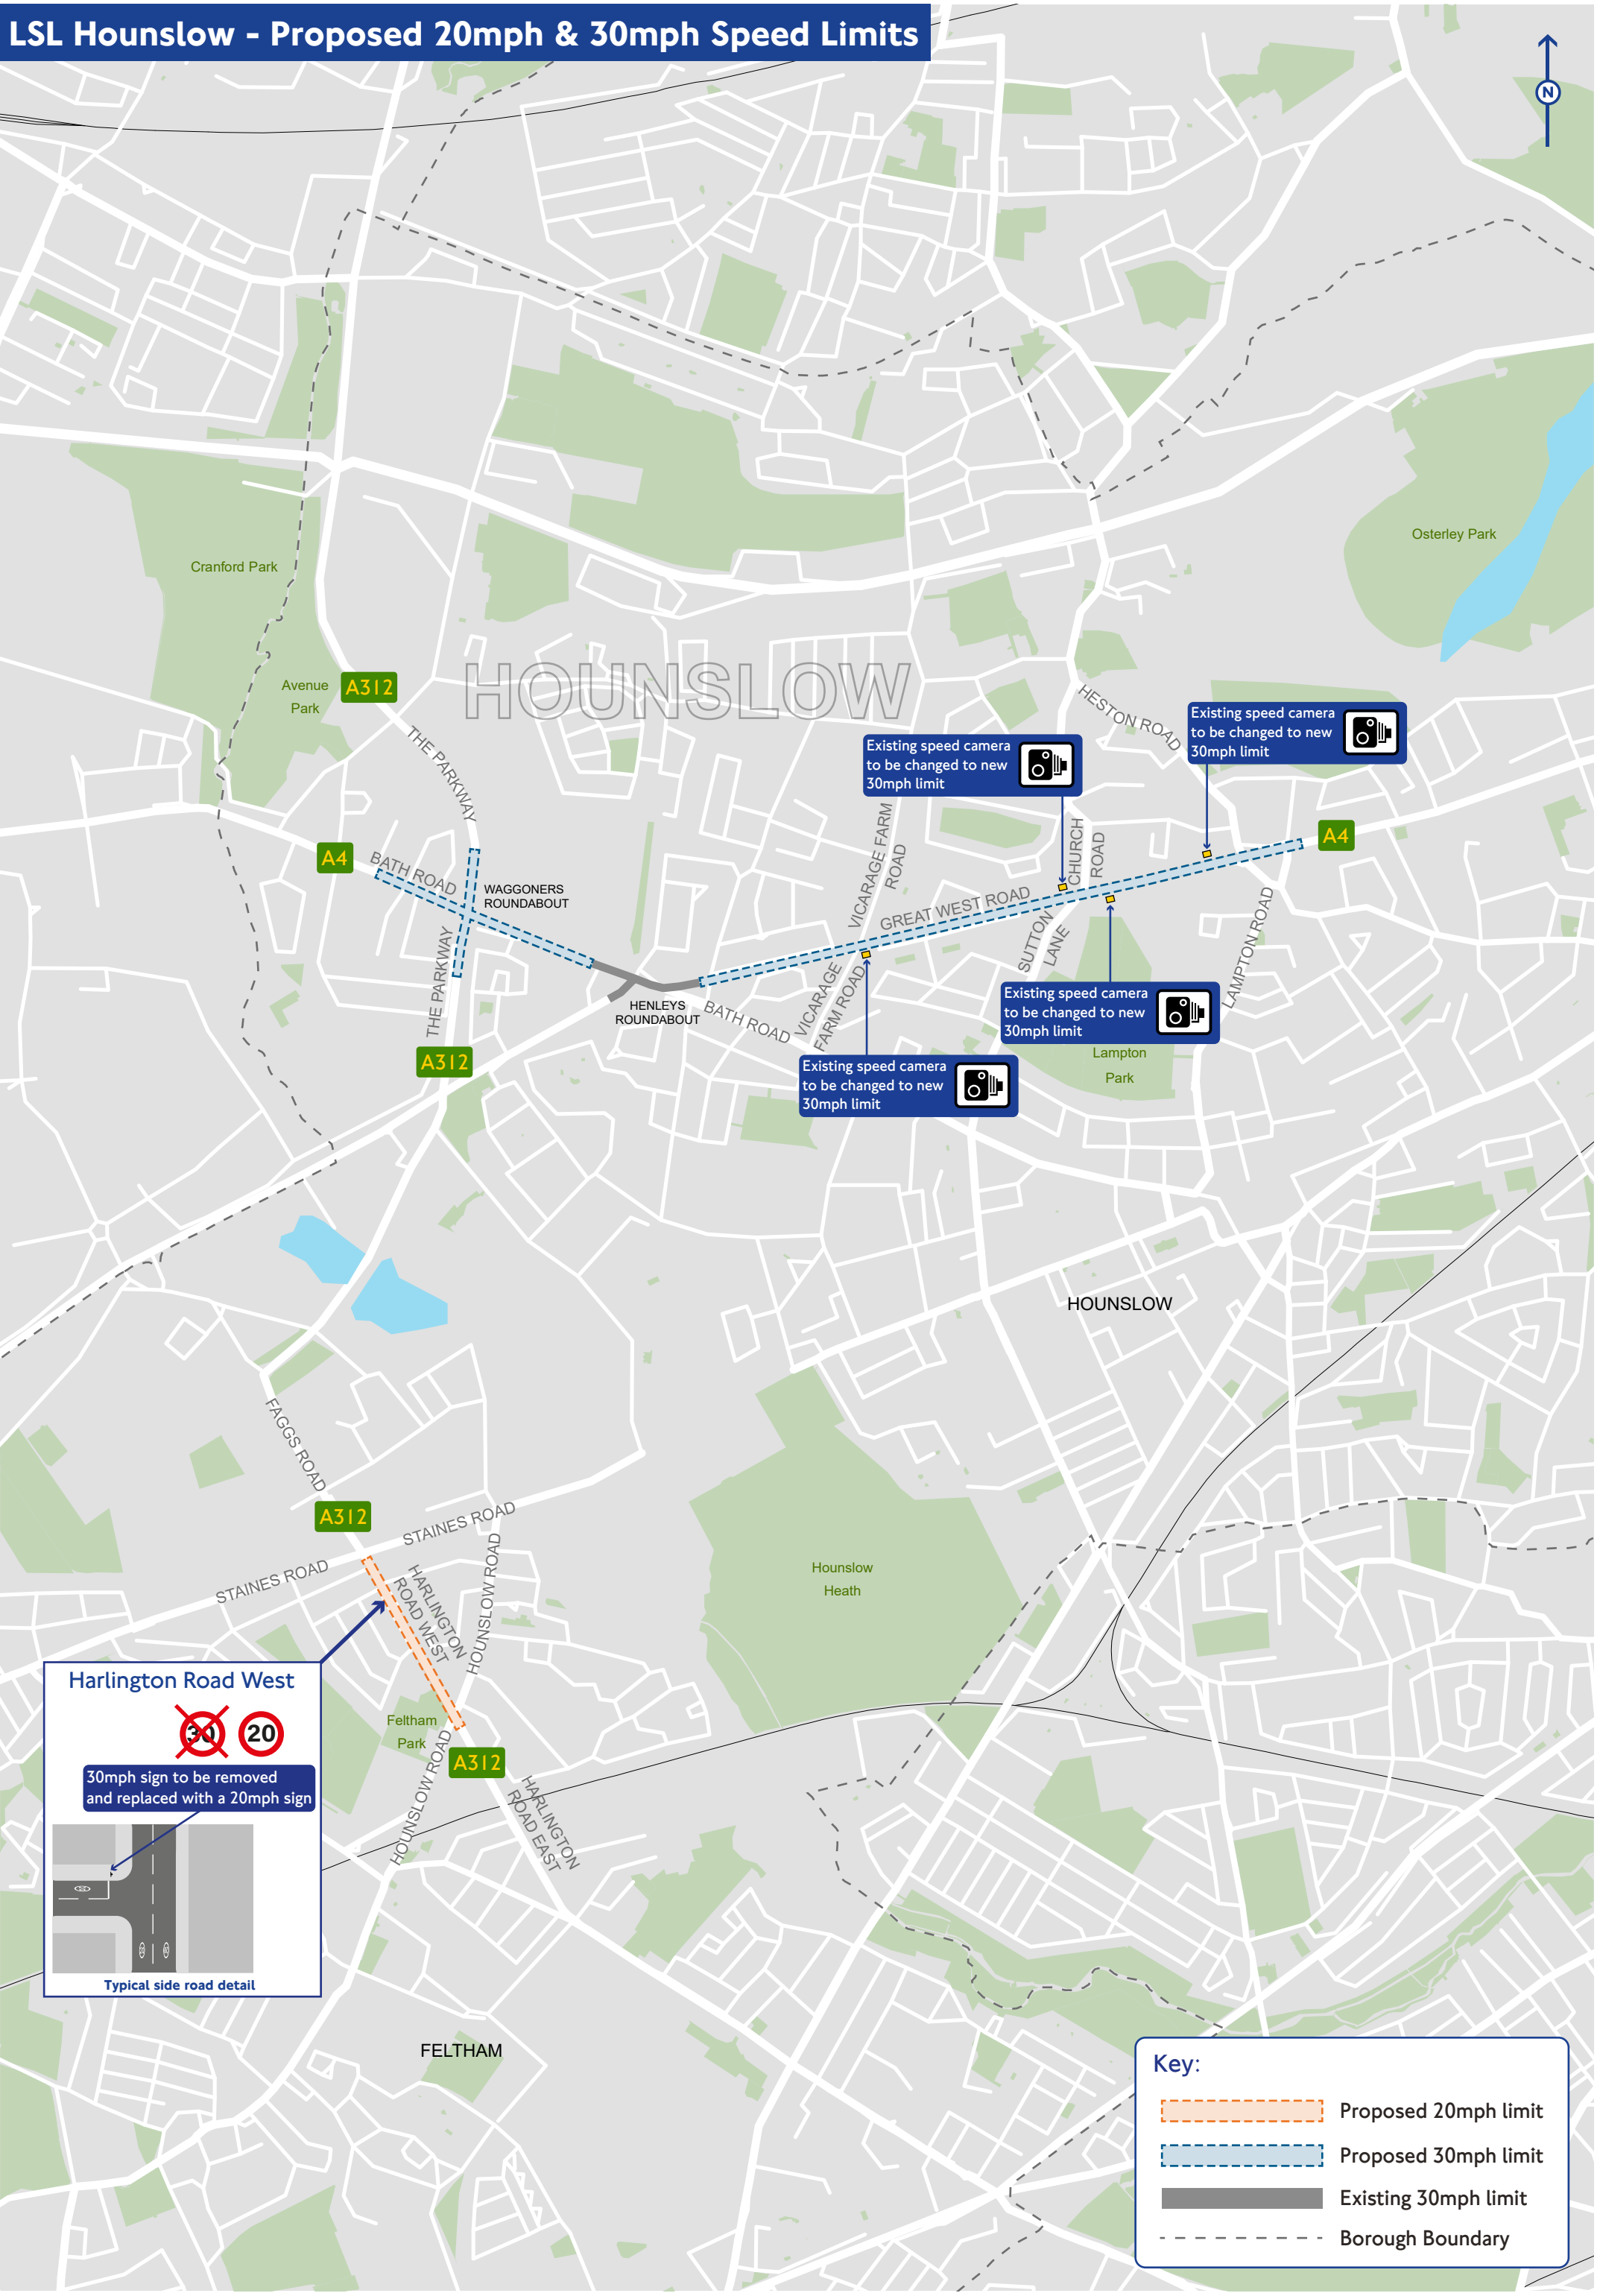 LSL Hounslow - Proposed 20mph & 30mph Speed Limits
N
Cranford Park
Osterley Park
HOUNSLOW
Avenue
Park
A312
THE PARKWAY
HESTON ROAD
Existing speed camera
to be changed to new
30mph limit
Existing speed camera
to be changed to new
30mph limit
A4
BATH ROAD
WAGGONERS
ROUNDABOUT
VICARAGE FARM
ROAD
GREAT WEST ROAD
CHURCH
ROAD
A4
THE PARKWAY
SUTTON
LANE
LAMPTON ROAD
HENLEYS
ROUNDABOUT
BATH ROAD
VICARAGE
FARM ROAD
Existing speed camera
to be changed to new
30mph limit
A312
Lampton
Park
Existing speed camera
to be changed to new
30mph limit
HOUNSLOW
FAGGS ROAD
A312
STAINES ROAD
STAINES ROAD
HARLINGTON
ROAD WEST
HOUNSLOW ROAD
Hounslow
Heath
Harlington Road West
30
20
30mph sign to be removed
and replaced with a 20mph sign
Typical side road detail
Feltham
Park
A312
HOUNSLOW ROAD
HARLINGTON
ROAD EAST
FELTHAM
Key:
Proposed 20mph limit
Proposed 30mph limit
Existing 30mph limit
Borough Boundary